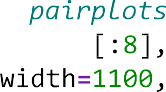 pairplots
[:8],
width=1100,